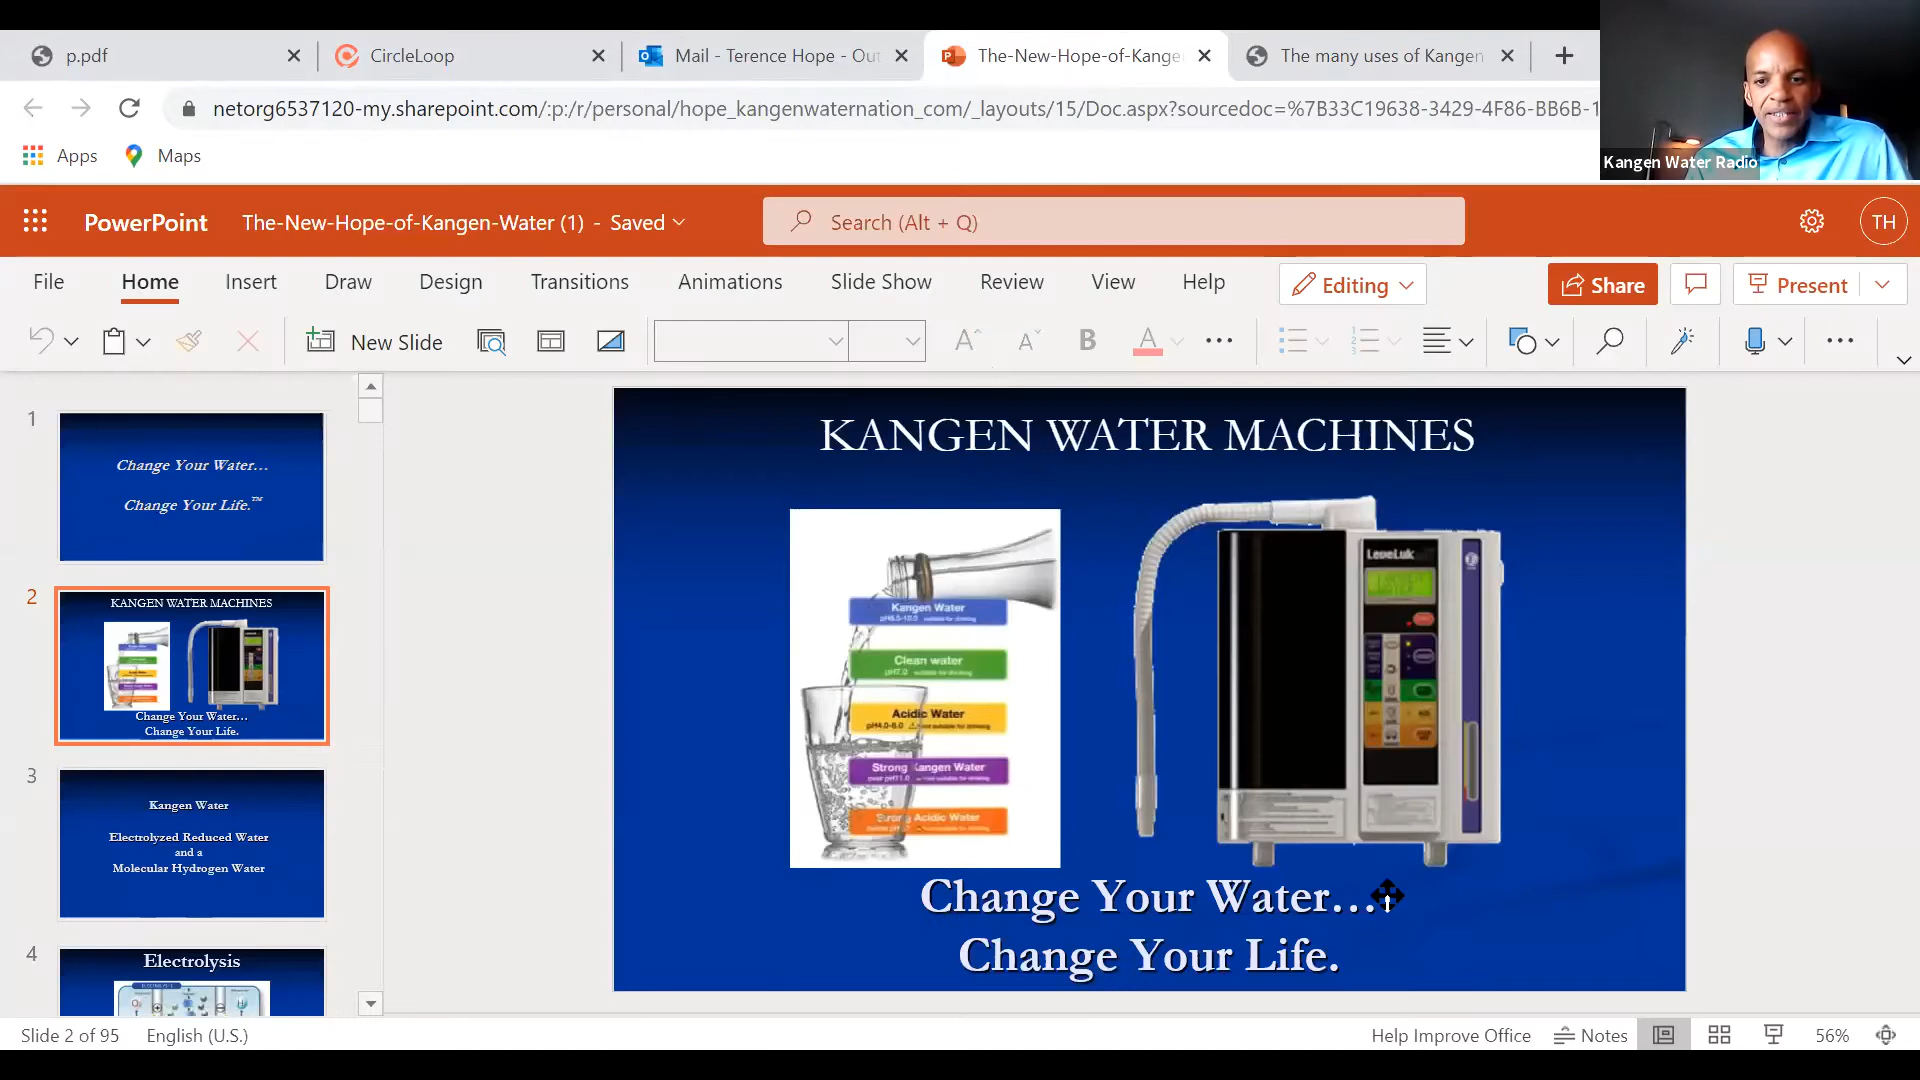 p.pdf
CircleLoop
Mail - Terence Hope - Out
The-New-Hope-of-Kange
The many uses of Kangen
netorg6537120-my.sharepoint.com/:p:/r/personal/hope_kangenwaternation_com/_layouts/15/Doc.aspx?sourcedoc=%7B33C19638-3429-4F86-BB6B-1
Apps
Maps
Kangen Water Radio
PowerPoint
The-New-Hope-of-Kangen-Water (1) - Saved
Search (Alt + Q)
TH
File
Home
Insert
Draw
Design
Transitions
Animations
Slide Show
Review
View
Help
Editing
Share
Present
New Slide
1
Change Your Water...
Change Your Life.™
2
KANGEN WATER MACHINES
Change Your Water...
Change Your Life.
3
Kangen Water
Electrolyzed Reduced Water
and a
Molecular Hydrogen Water
4
Electrolysis
KANGEN WATER MACHINES
Kangen Water
Clean water
pH7.0 suitable for drinking
Acidic Water
Strong Kangen Water
Strong Acidic Water
LeveLuk
Change Your Water...
Change Your Life.
Slide 2 of 95
English (U.S.)
Help Improve Office
Notes
56%